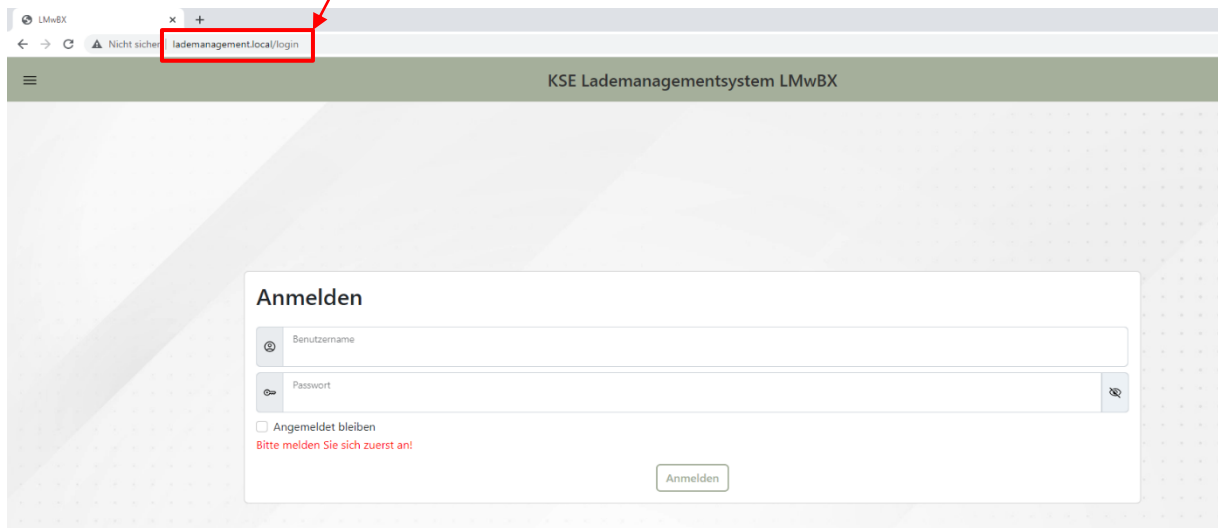 LMwBX
Nicht sicher lademanagement.local/login
KSE Lademanagementsystem LMwBX
Anmelden
Benutzername
Passwort
Angemeldet bleiben
Bitte melden Sie sich zuerst an!
Anmelden